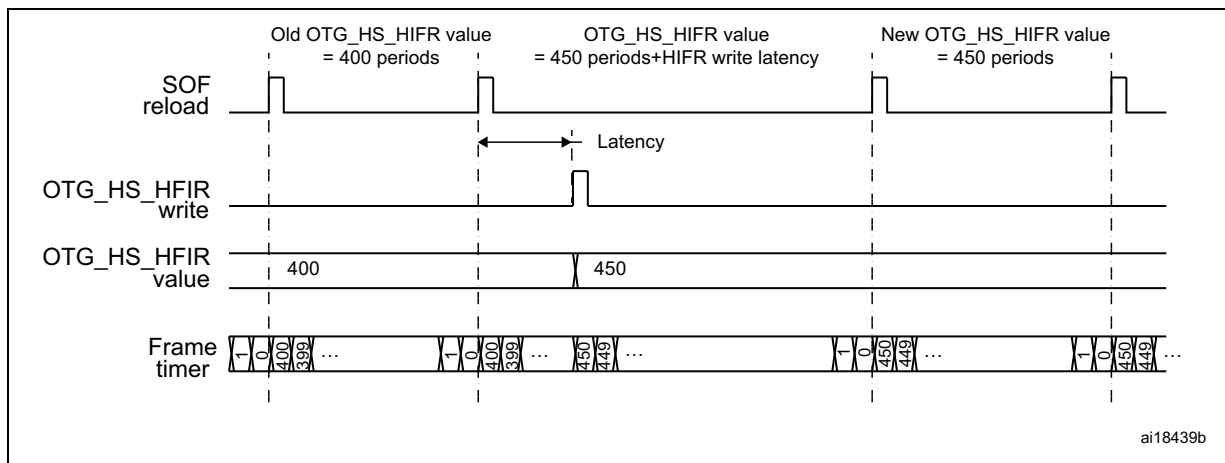 Old OTG_HS_HIFR value
= 400 periods
OTG_HS_HIFR value
= 450 periods+HIFR write latency
New OTG_HS_HIFR value
= 450 periods
SOF
reload
Latency
OTG_HS_HFIR
write
OTG_HS_HFIR
value
400
450
Frame
timer
1 0 400 399 ... 1 0 400 399 ... 450 449 ... 1 0 450 449 ... 1 0 450 449 ...
ai18439b